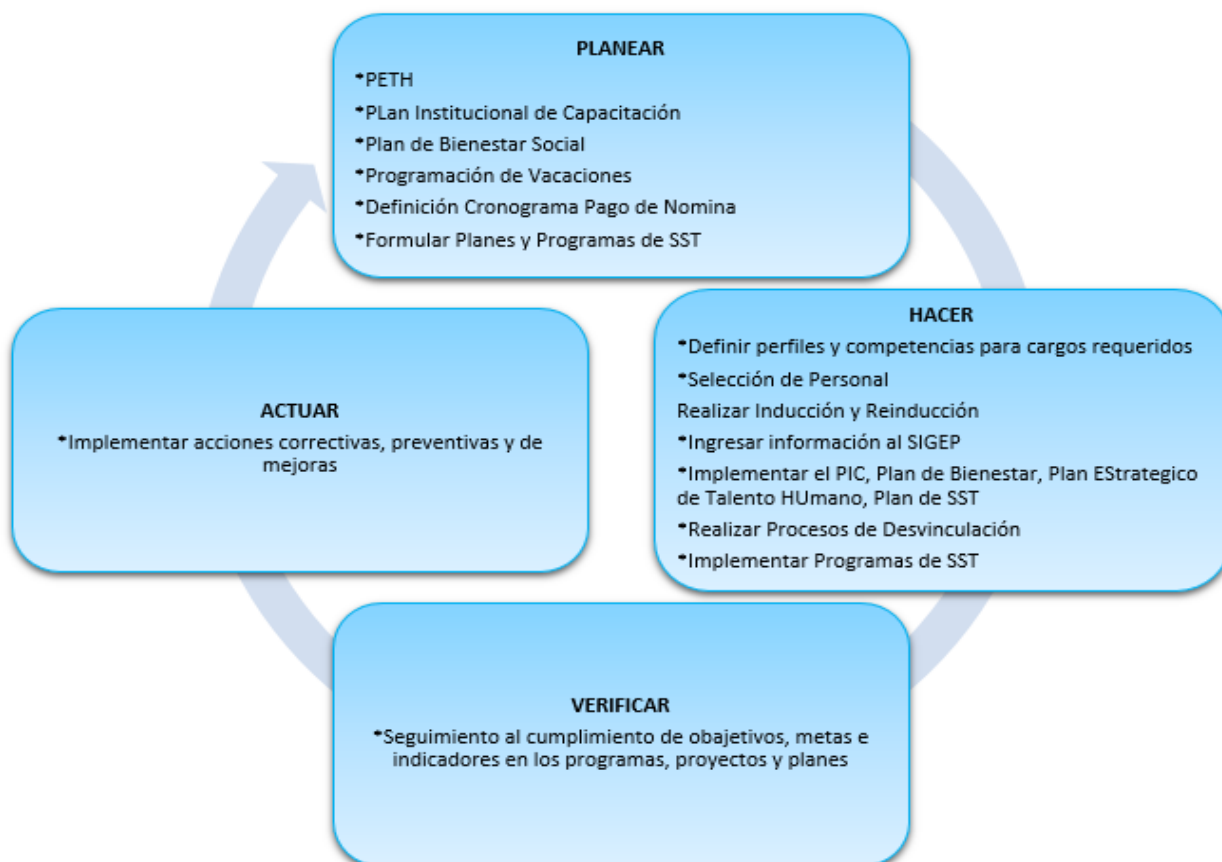 PLANEAR
*PETH
*PLan Institucional de Capacitación
*Plan de Bienestar Social
*Programación de Vacaciones
*Definición Cronograma Pago de Nomina
*Formular Planes y Programas de SST
HACER
*Definir perfiles y competencias para cargos requeridos
*Selección de Personal
Realizar Inducción y Reinducción
*Ingresar información al SIGEP
*Implementar el PIC, Plan de Bienestar, Plan EStrategico
de Talento HUmano, Plan de SST
*Realizar Procesos de Desvinculación
*Implementar Programas de SST
VERIFICAR
*Seguimiento al cumplimiento de obajetivos, metas e
indicadores en los programas, proyectos y planes
ACTUAR
*Implementar acciones correctivas, preventivas y de
mejoras